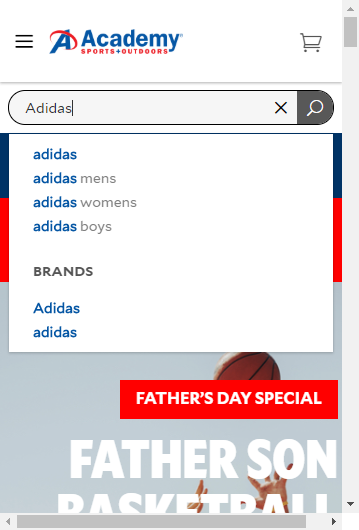 Academy
SPORTS+OUTDOORS
Adidas
adidas
adidas mens
adidas womens
adidas boys
BRANDS
Adidas
adidas
FATHER'S DAY SPECIAL
FATHER SON
BASKETBALL